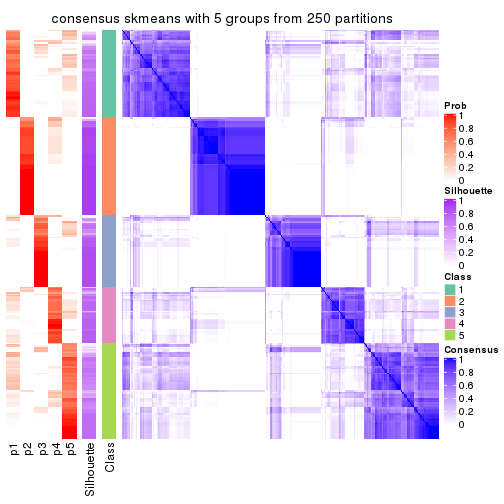 consensus skmeans with 5 groups from 250 partitions
Prob
1
0.8
0.6
0.4
0.2
0
Silhouette
1
0.8
0.6
0.4
0.2
0
Class
1
2
3
4
5
Consensus
1
0.8
0.6
0.4
0.2
0
p1
p2
p3
p4
p5
Silhouette
Class